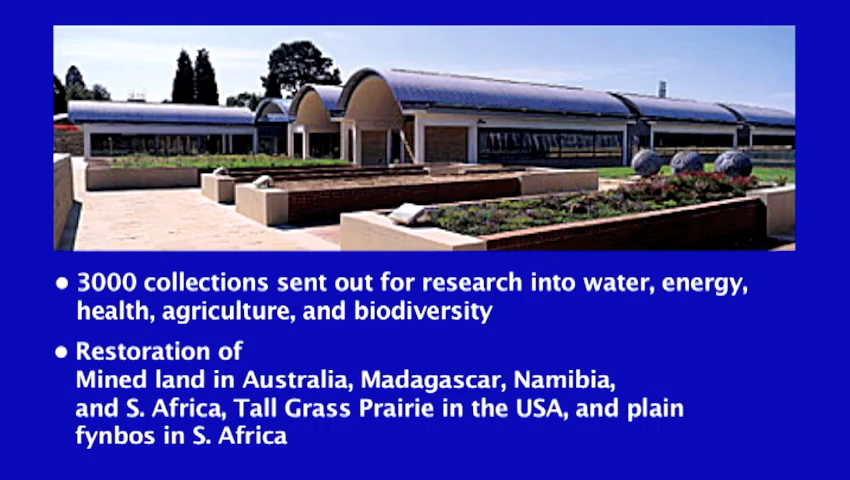 • 3000 collections sent out for research into water, energy,
health, agriculture, and biodiversity
• Restoration of
Mined land in Australia, Madagascar, Namibia,
and S. Africa, Tall Grass Prairie in the USA, and plain
fynbos in S. Africa